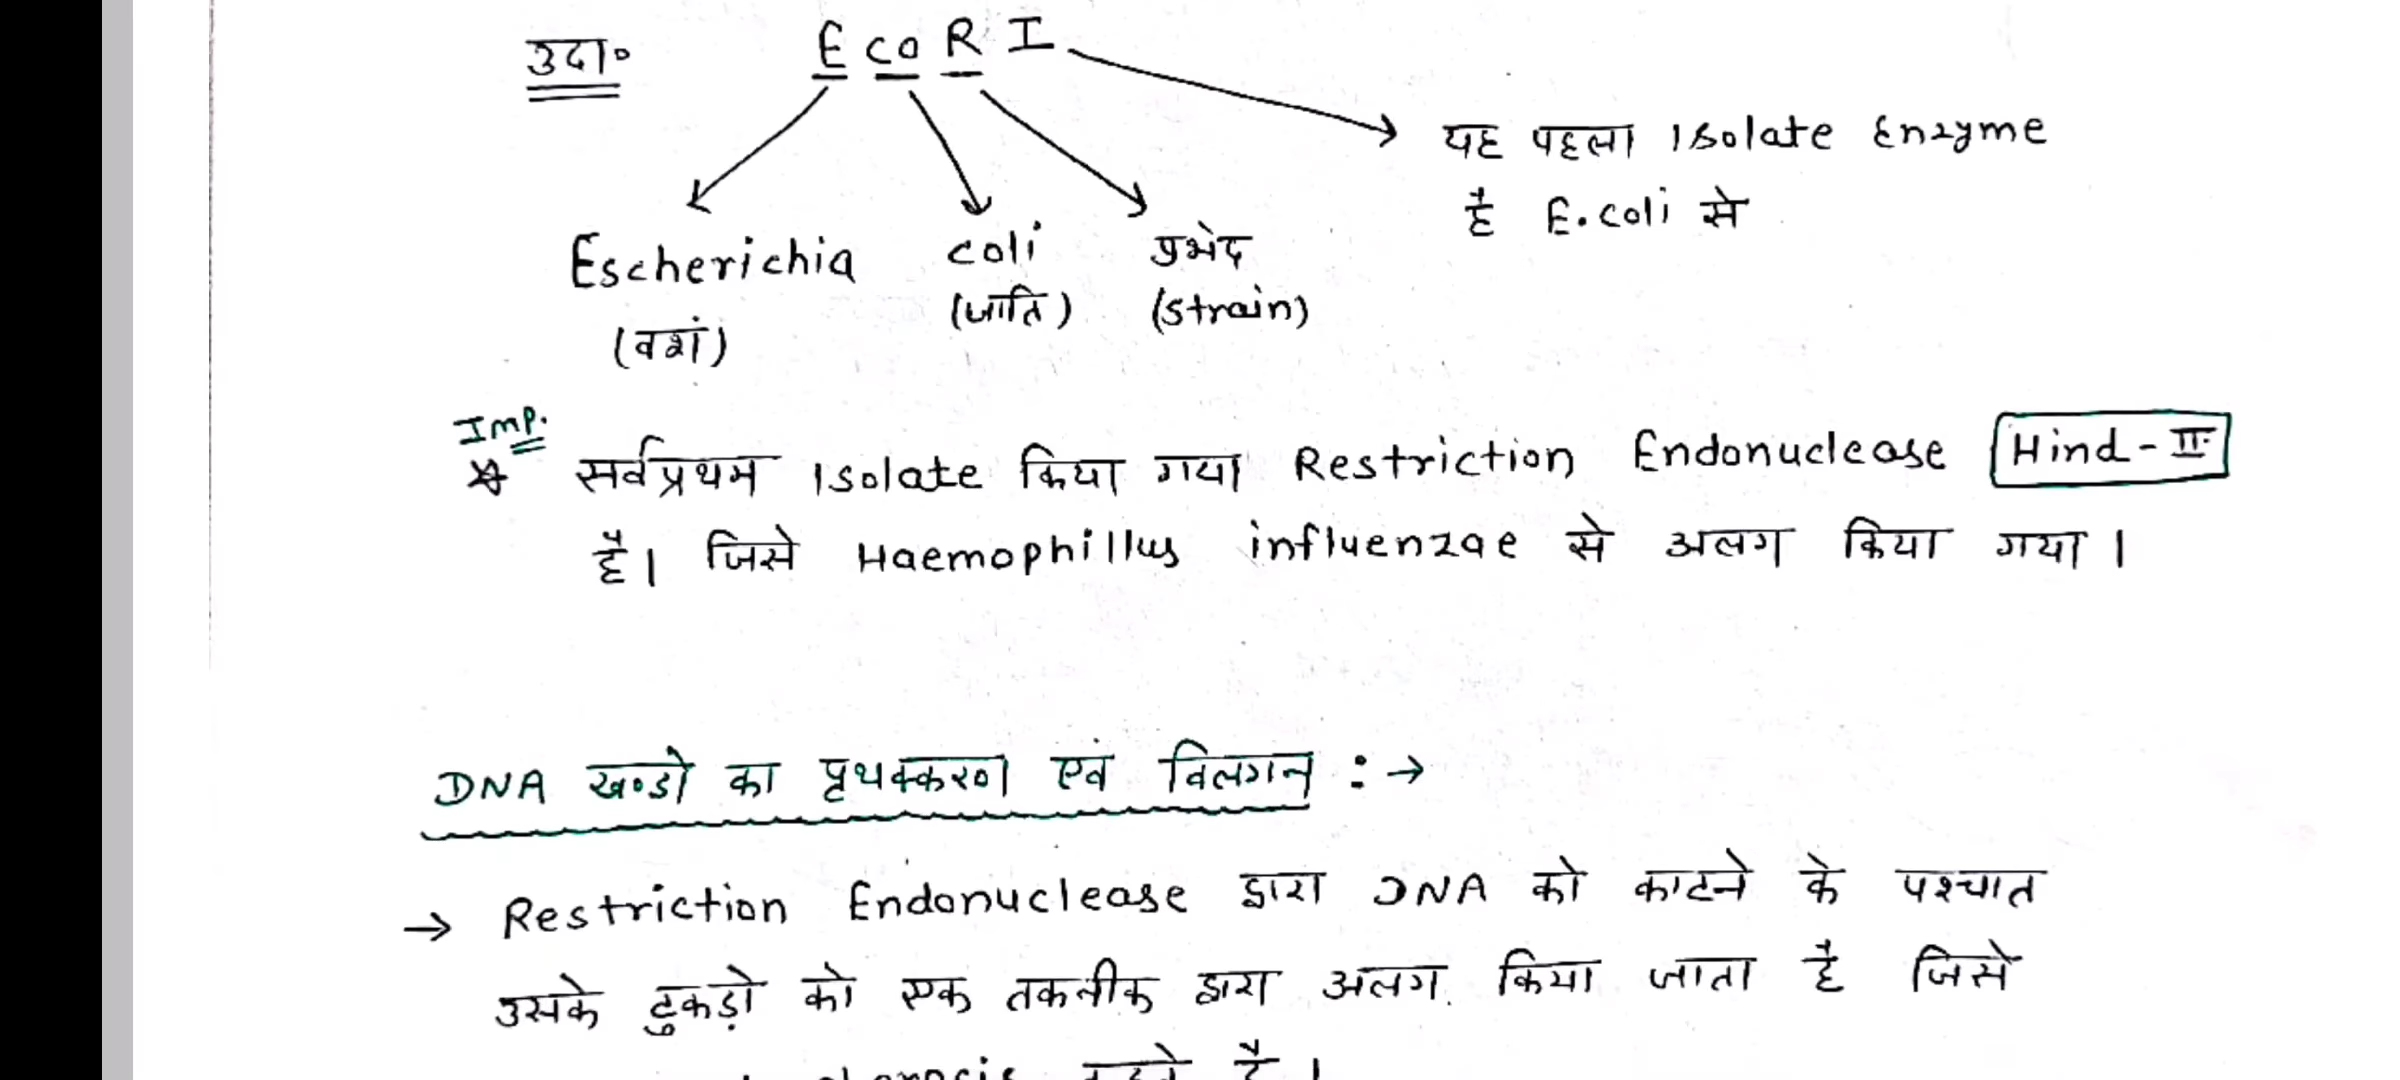 उदा॰ E co R I
यह पहला Isolate Enzyme
है E.coli से
Escherichia coli प्रभेद
(वशं) (जाति) (strain)
Imp.
सर्वप्रथम Isolate किया गया Restriction Endonuclease Hind-II
है। जिसे Haemophillus influenzae से अलग किया गया ।
DNA खण्डो का पृथक्करण एवं विलगन :→
→ Restriction Endonuclease द्वारा DNA को काटने के पश्चात
उसके टुकड़ो को एक तकनीक द्वारा अलग किया जाता है जिसे
है ।